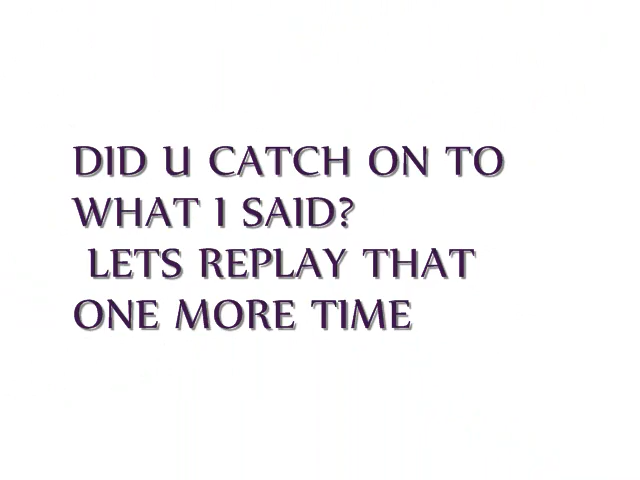 DID U CATCH ON TO
WHAT I SAID?
LETS REPLAY THAT
ONE MORE TIME